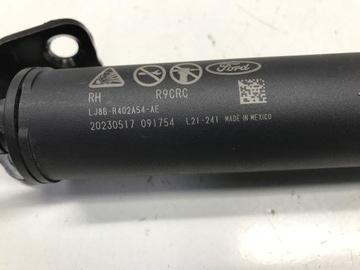 Ford
RH R9CRC
LJ8B-R402A54-AE
20230517 091754 L21-241 MADE IN MEXICO